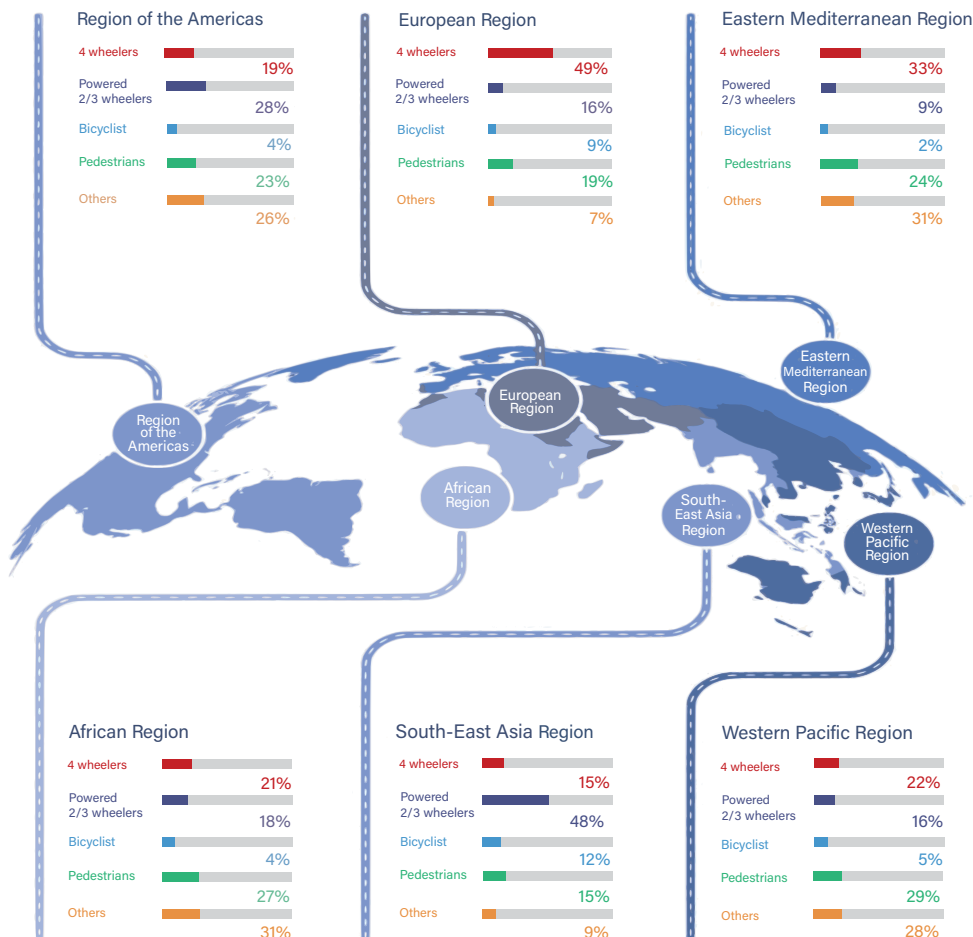 Region of the Americas
4 wheelers
19%
Powered
2/3 wheelers
28%
Bicyclist
4%
Pedestrians
23%
Others
26%
European Region
4 wheelers
49%
Powered
2/3 wheelers
16%
Bicyclist
9%
Pedestrians
19%
Others
7%
Eastern Mediterranean Region
4 wheelers
33%
Powered
2/3 wheelers
9%
Bicyclist
2%
Pedestrians
24%
Others
31%
Region
of the
Americas
European
Region
Eastern
Mediterranean
Region
African
Region
South-
East Asia
Region
Western
Pacific
Region
African Region
4 wheelers
21%
Powered
2/3 wheelers
18%
Bicyclist
4%
Pedestrians
27%
Others
31%
South-East Asia Region
4 wheelers
15%
Powered
2/3 wheelers
48%
Bicyclist
12%
Pedestrians
15%
Others
9%
Western Pacific Region
4 wheelers
22%
Powered
2/3 wheelers
16%
Bicyclist
5%
Pedestrians
29%
Others
28%